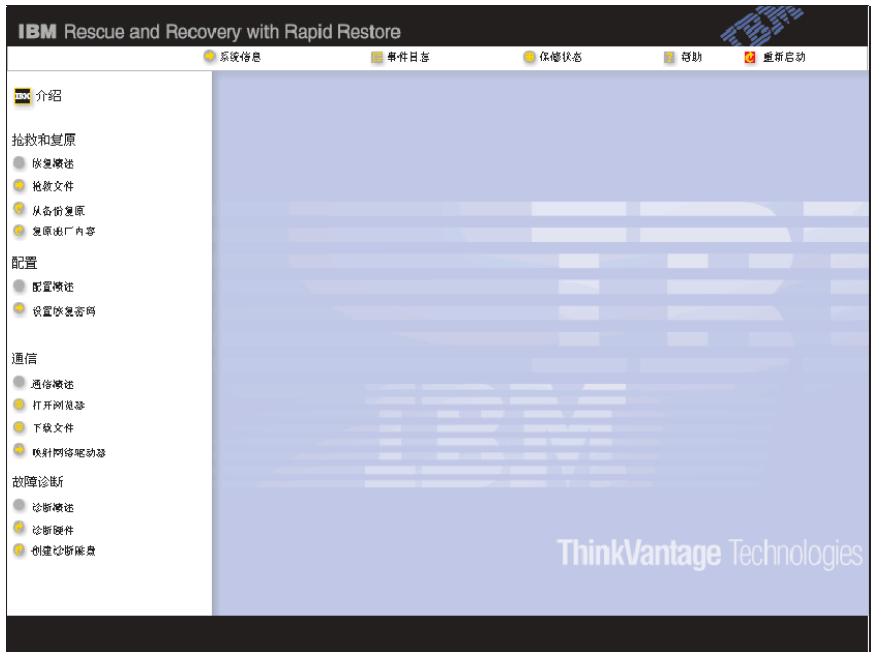 IBM Rescue and Recovery with Rapid Restore
IBM
系统信息 事件日志 保修状态 帮助 重新启动
介绍
抢救和复原
恢复概述
抢救文件
从备份复原
复原出厂内容
配置
配置概述
设置恢复密码
通信
通信概述
打开浏览器
下载文件
映射网络驱动器
故障诊断
诊断概述
诊断硬件
创建诊断磁盘
IBM
IBM
ThinkVantage Technologies